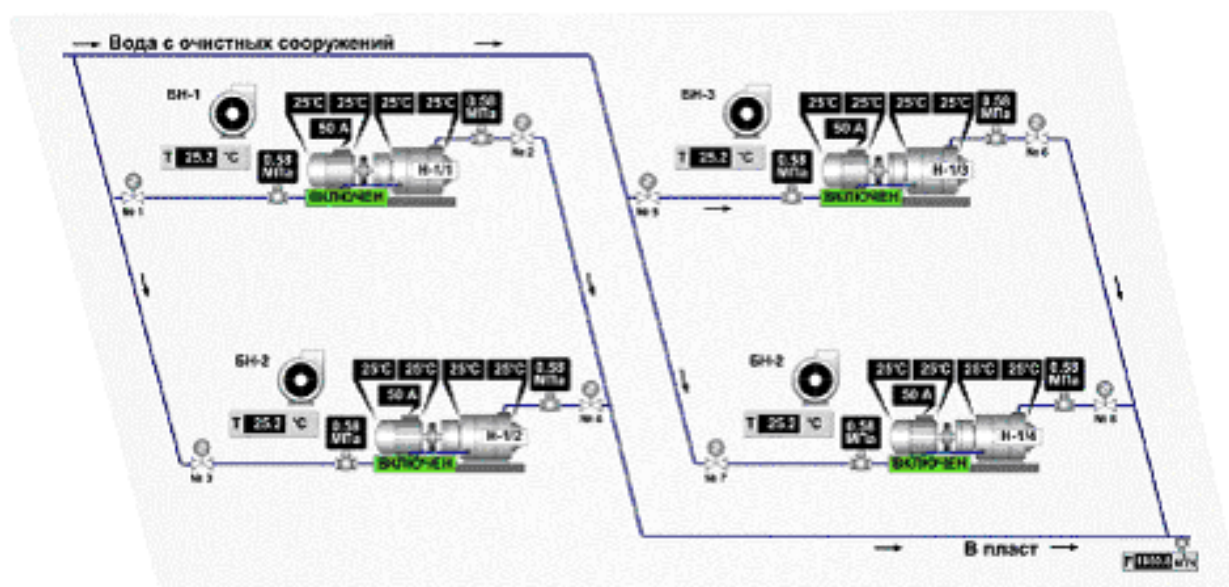 Вода с очистных сооружений
БН-1
25°C 25°C 25°C 25°C
0.58 МПа
50 А
№ 2
T 25.2 °C
0.58 МПа
Н-1/1
№ 1
ВКЛЮЧЕН
БН-3
25°C 25°C 25°C 25°C
0.58 МПа
50 А
№ 6
T 25.2 °C
0.58 МПа
Н-1/3
№ 5
ВКЛЮЧЕН
БН-2
25°C 25°C 25°C 25°C
0.58 МПа
50 А
T 25.2 °C
0.58 МПа
Н-1/2
№ 3
ВКЛЮЧЕН
БН-2
25°C 25°C 25°C 25°C
0.58 МПа
50 А
№ 8
T 25.2 °C
0.58 МПа
Н-1/4
№ 7
ВКЛЮЧЕН
В пласт
F